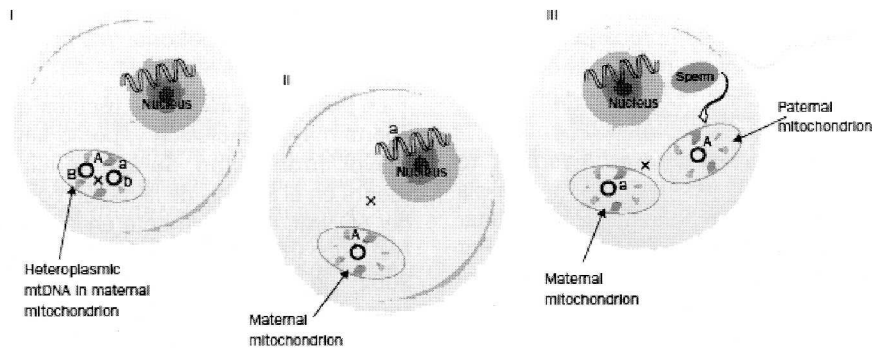 I
Nucleus
A
a
B
D
Heteroplasmic
mtDNA in maternal
mitochondrion
II
a
Nucleus
A
Maternal
mitochondrion
III
Sperm
Nucleus
Paternal
mitochondrion
A
a
Maternal
mitochondrion